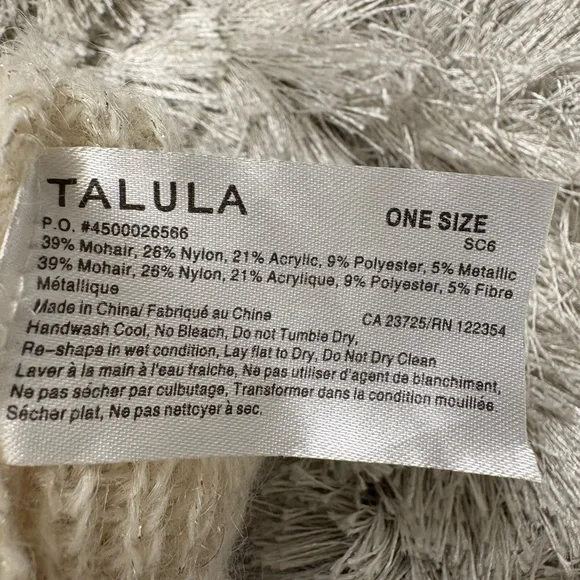 TALULA
ONE SIZE
P.O. #4500026566
SC6
39% Mohair, 26% Nylon, 21% Acrylic, 9% Polyester, 5% Metallic
39% Mohair, 26% Nylon, 21% Acrylique, 9% Polyester, 5% Fibre
Métallique
Made in China/ Fabriqué au Chine
CA 23725/RN 122354
Handwash Cool, No Bleach, Do not Tumble Dry,
Re-shape in wet condition, Lay flat to Dry, Do Not Dry Clean
Laver à la main à l'eau fraîche, Ne pas utiliser d'agent de blanchiment,
Ne pas sécher par culbutage, Transformer dans la condition mouillée
Sécher plat, Ne pas nettoyer à sec.